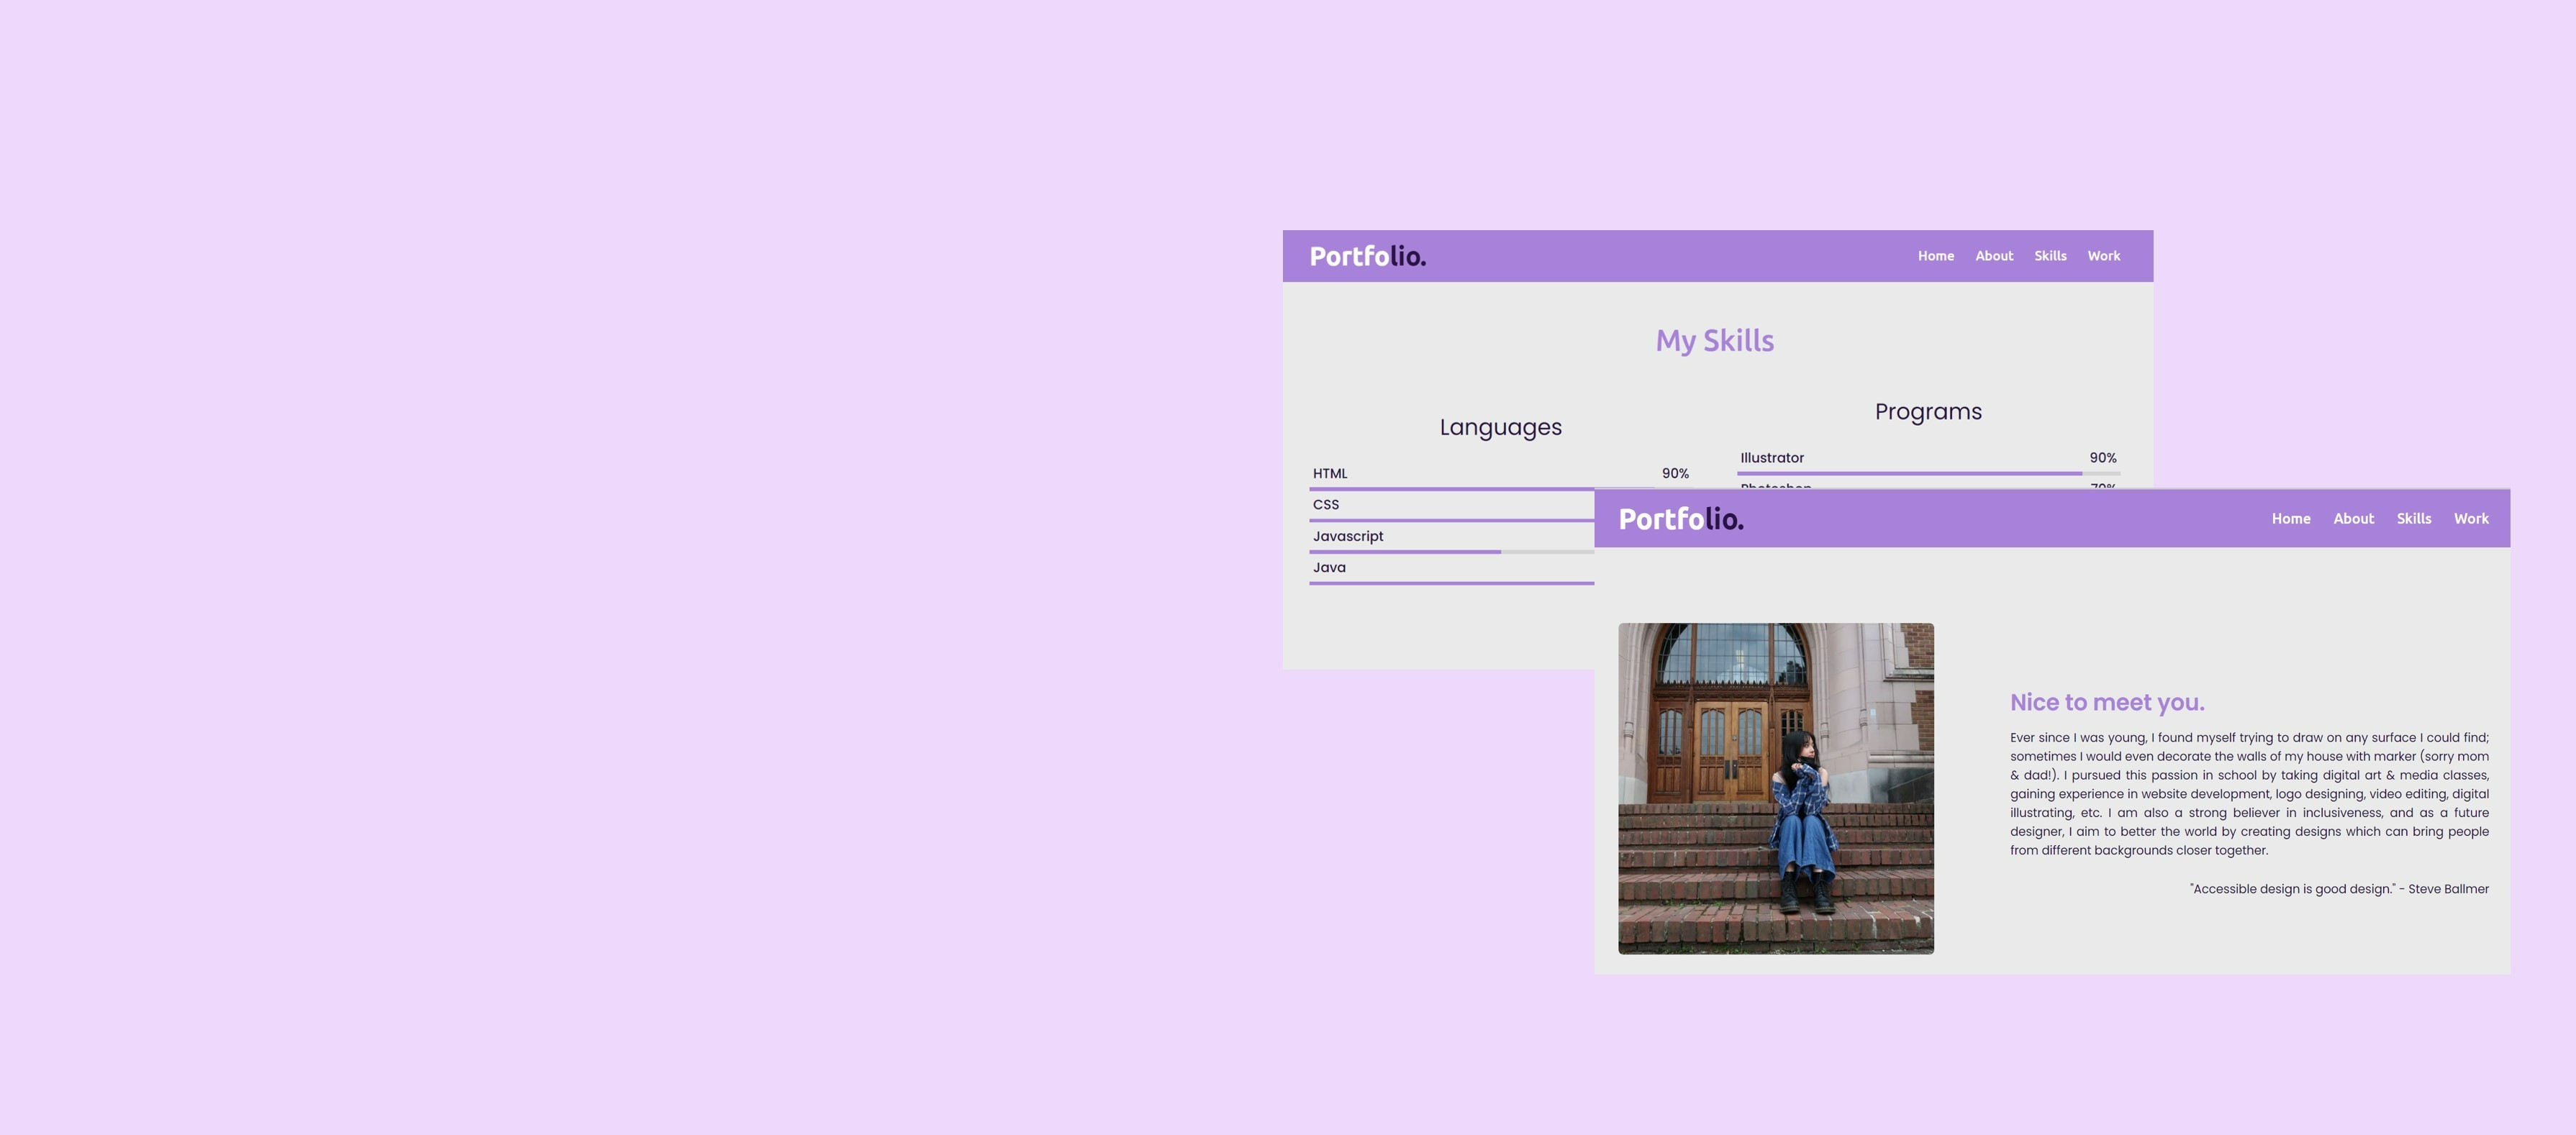 Portfolio.
Home About Skills Work
My Skills
Languages
HTML 90%
CSS
Javascript
Java
Programs
Illustrator 90%
Photoshop 70%
Portfolio.
Home About Skills Work
Nice to meet you.
Ever since I was young, I found myself trying to draw on any surface I could find;
sometimes I would even decorate the walls of my house with marker (sorry mom
& dad!). I pursued this passion in school by taking digital art & media classes,
gaining experience in website development, logo designing, video editing, digital
illustrating, etc. I am also a strong believer in inclusiveness, and as a future
designer, I aim to better the world by creating designs which can bring people
from different backgrounds closer together.
"Accessible design is good design." - Steve Ballmer